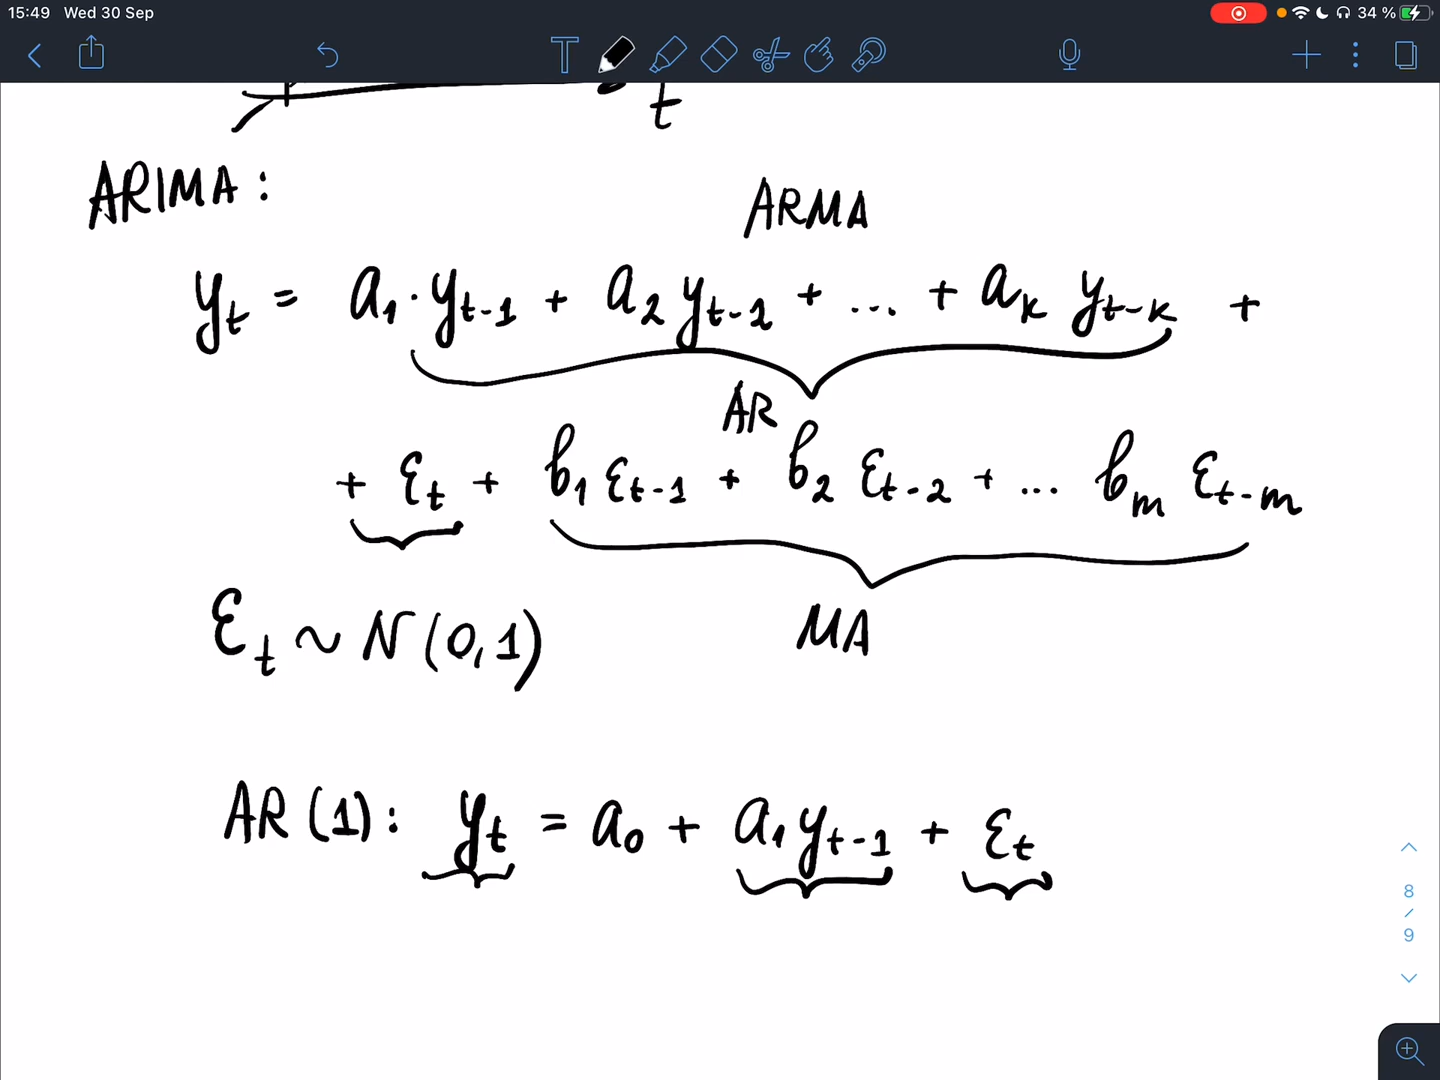 15:49 Wed 30 Sep 34 %
T
t
ARIMA:
ARMA
yₜ = a₁·yₜ₋₁ + a₂ yₜ₋₂ + ... + aₖ yₜ₋ₖ +
AR
+ εₜ + b₁ εₜ₋₁ + b₂ εₜ₋₂ + ... bₘ εₜ₋ₘ
MA
εₜ ~ N(0,1)
AR(1): yₜ = a₀ + a₁yₜ₋₁ + εₜ
8
/
9